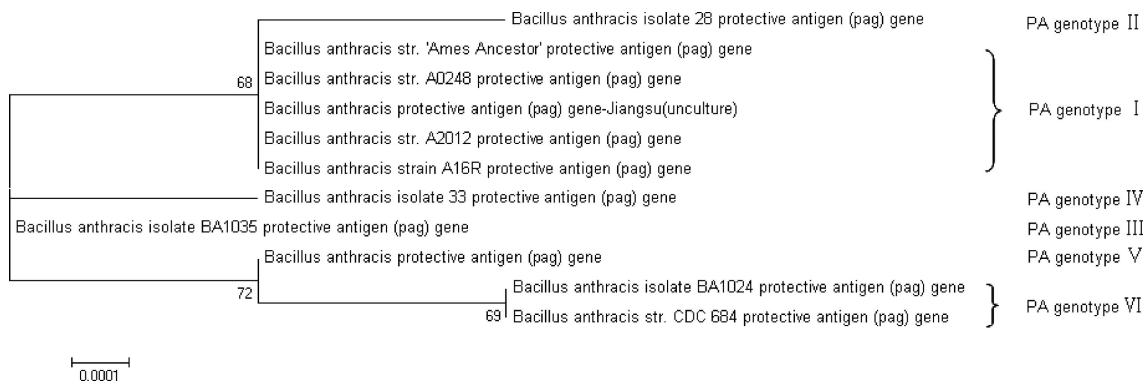 Bacillus anthracis isolate 28 protective antigen (pag) gene PA genotype II
Bacillus anthracis str. 'Ames Ancestor' protective antigen (pag) gene
68 Bacillus anthracis str. A0248 protective antigen (pag) gene
Bacillus anthracis protective antigen (pag) gene-Jiangsu(unculture) PA genotype I
Bacillus anthracis str. A2012 protective antigen (pag) gene
Bacillus anthracis strain A16R protective antigen (pag) gene
Bacillus anthracis isolate 33 protective antigen (pag) gene PA genotype IV
Bacillus anthracis isolate BA1035 protective antigen (pag) gene PA genotype III
Bacillus anthracis protective antigen (pag) gene PA genotype V
72 Bacillus anthracis isolate BA1024 protective antigen (pag) gene
PA genotype VI
69 Bacillus anthracis str. CDC 684 protective antigen (pag) gene
0.0001